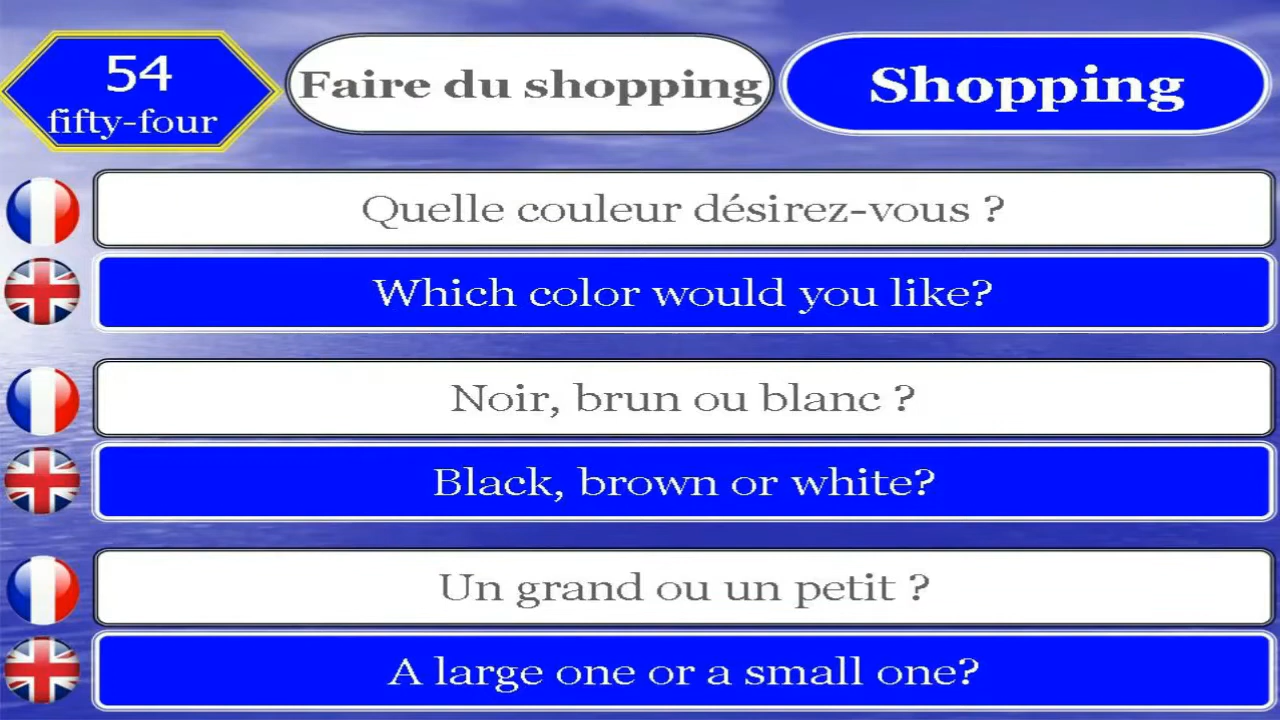 54
fifty-four
Faire du shopping
Shopping
Quelle couleur désirez-vous ?
Which color would you like?
Noir, brun ou blanc ?
Black, brown or white?
Un grand ou un petit ?
A large one or a small one?